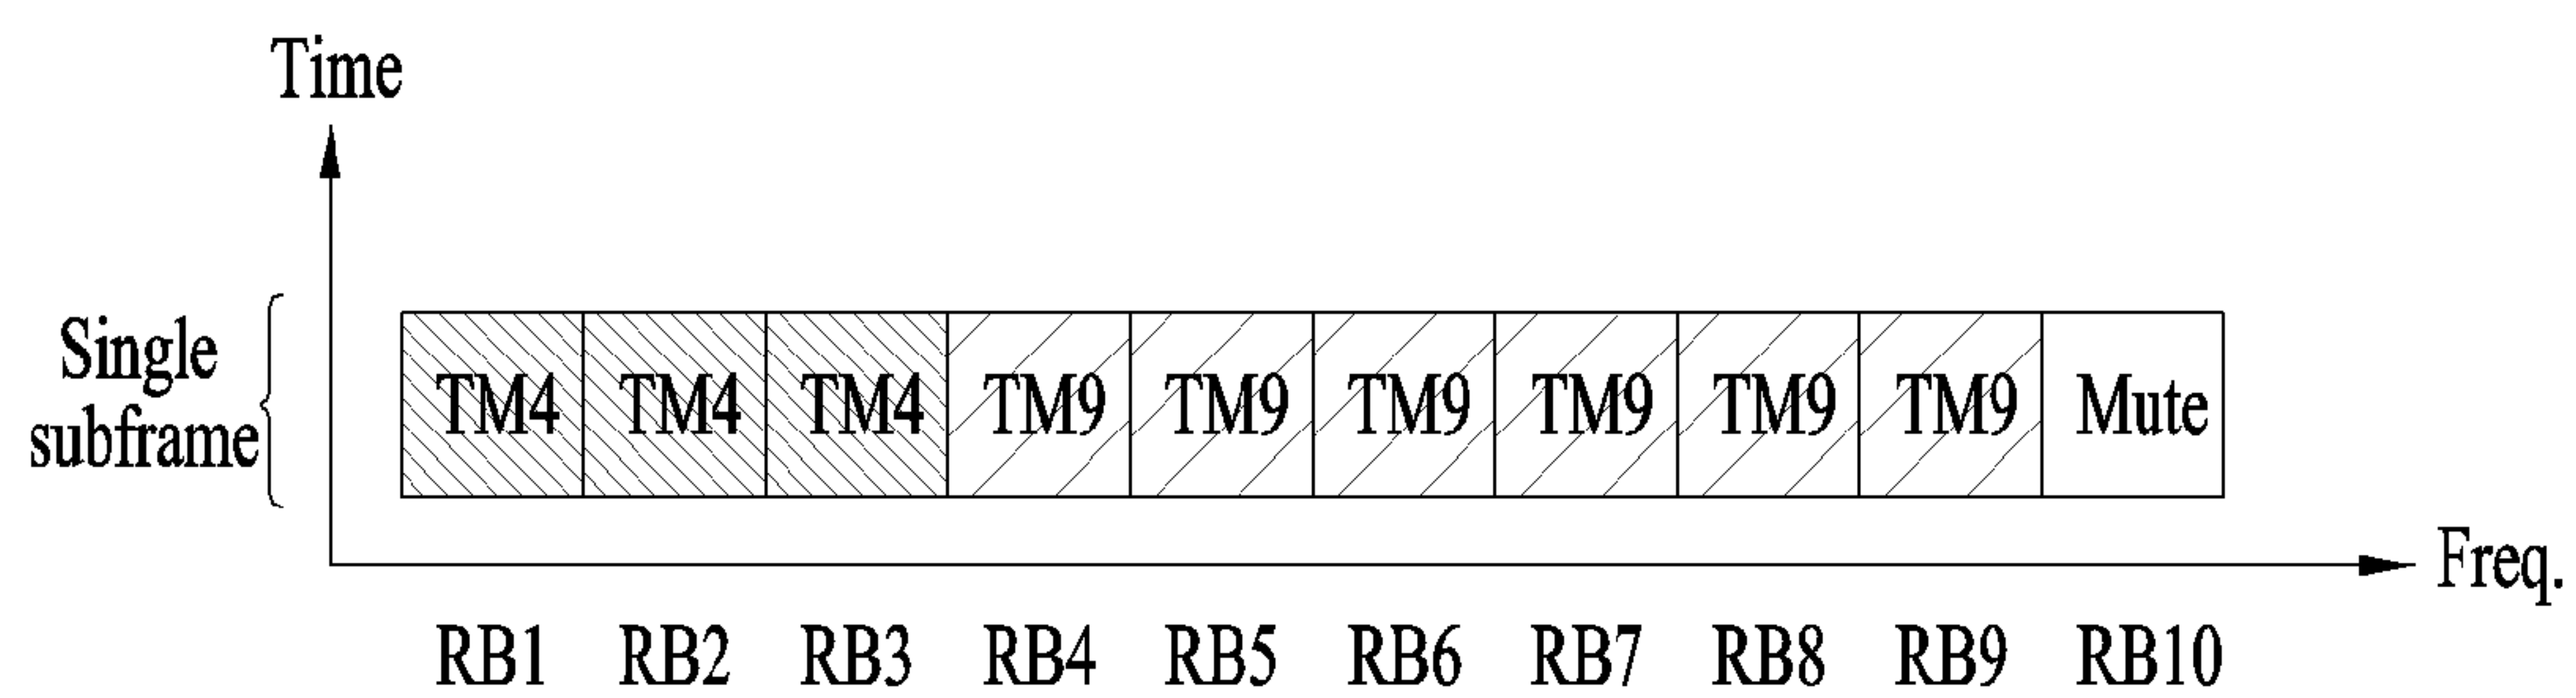 Time
Single
subframe
TM4 TM4 TM4 TM9 TM9 TM9 TM9 TM9 TM9 Mute
Freq.
RB1 RB2 RB3 RB4 RB5 RB6 RB7 RB8 RB9 RB10